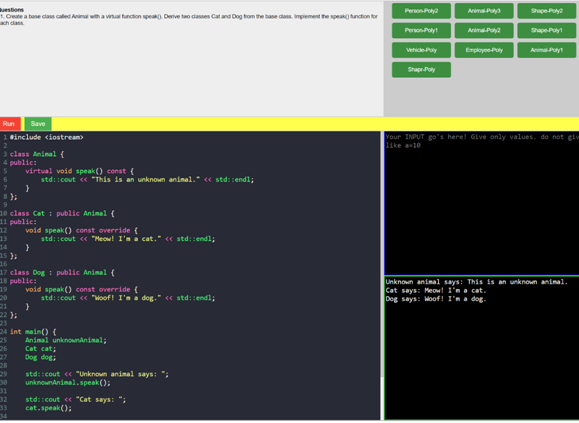 uestions
1. Create a base class called Animal with a virtual function speak(). Derive two classes Cat and Dog from the base class. Implement the speak() function for
ach class.
Person-Poly2 Animal-Poly3 Shape-Poly2
Person-Poly1 Animal-Poly2 Shape-Poly1
Vehicle-Poly Employee-Poly Animal-Poly1
Shapr-Poly
Run Save
1 #include <iostream>
2
3 class Animal {
4 public:
5     virtual void speak() const {
6         std::cout << "This is an unknown animal." << std::endl;
7     }
8 };
9
10 class Cat : public Animal {
11 public:
12     void speak() const override {
13         std::cout << "Meow! I'm a cat." << std::endl;
14     }
15 };
16
17 class Dog : public Animal {
18 public:
19     void speak() const override {
20         std::cout << "Woof! I'm a dog." << std::endl;
21     }
22 };
23
24 int main() {
25     Animal unknownAnimal;
26     Cat cat;
27     Dog dog;
28
29     std::cout << "Unknown animal says: ";
30     unknownAnimal.speak();
31
32     std::cout << "Cat says: ";
33     cat.speak();
34
Your INPUT go's here! Give only values. do not giv
like a=10
Unknown animal says: This is an unknown animal.
Cat says: Meow! I'm a cat.
Dog says: Woof! I'm a dog.